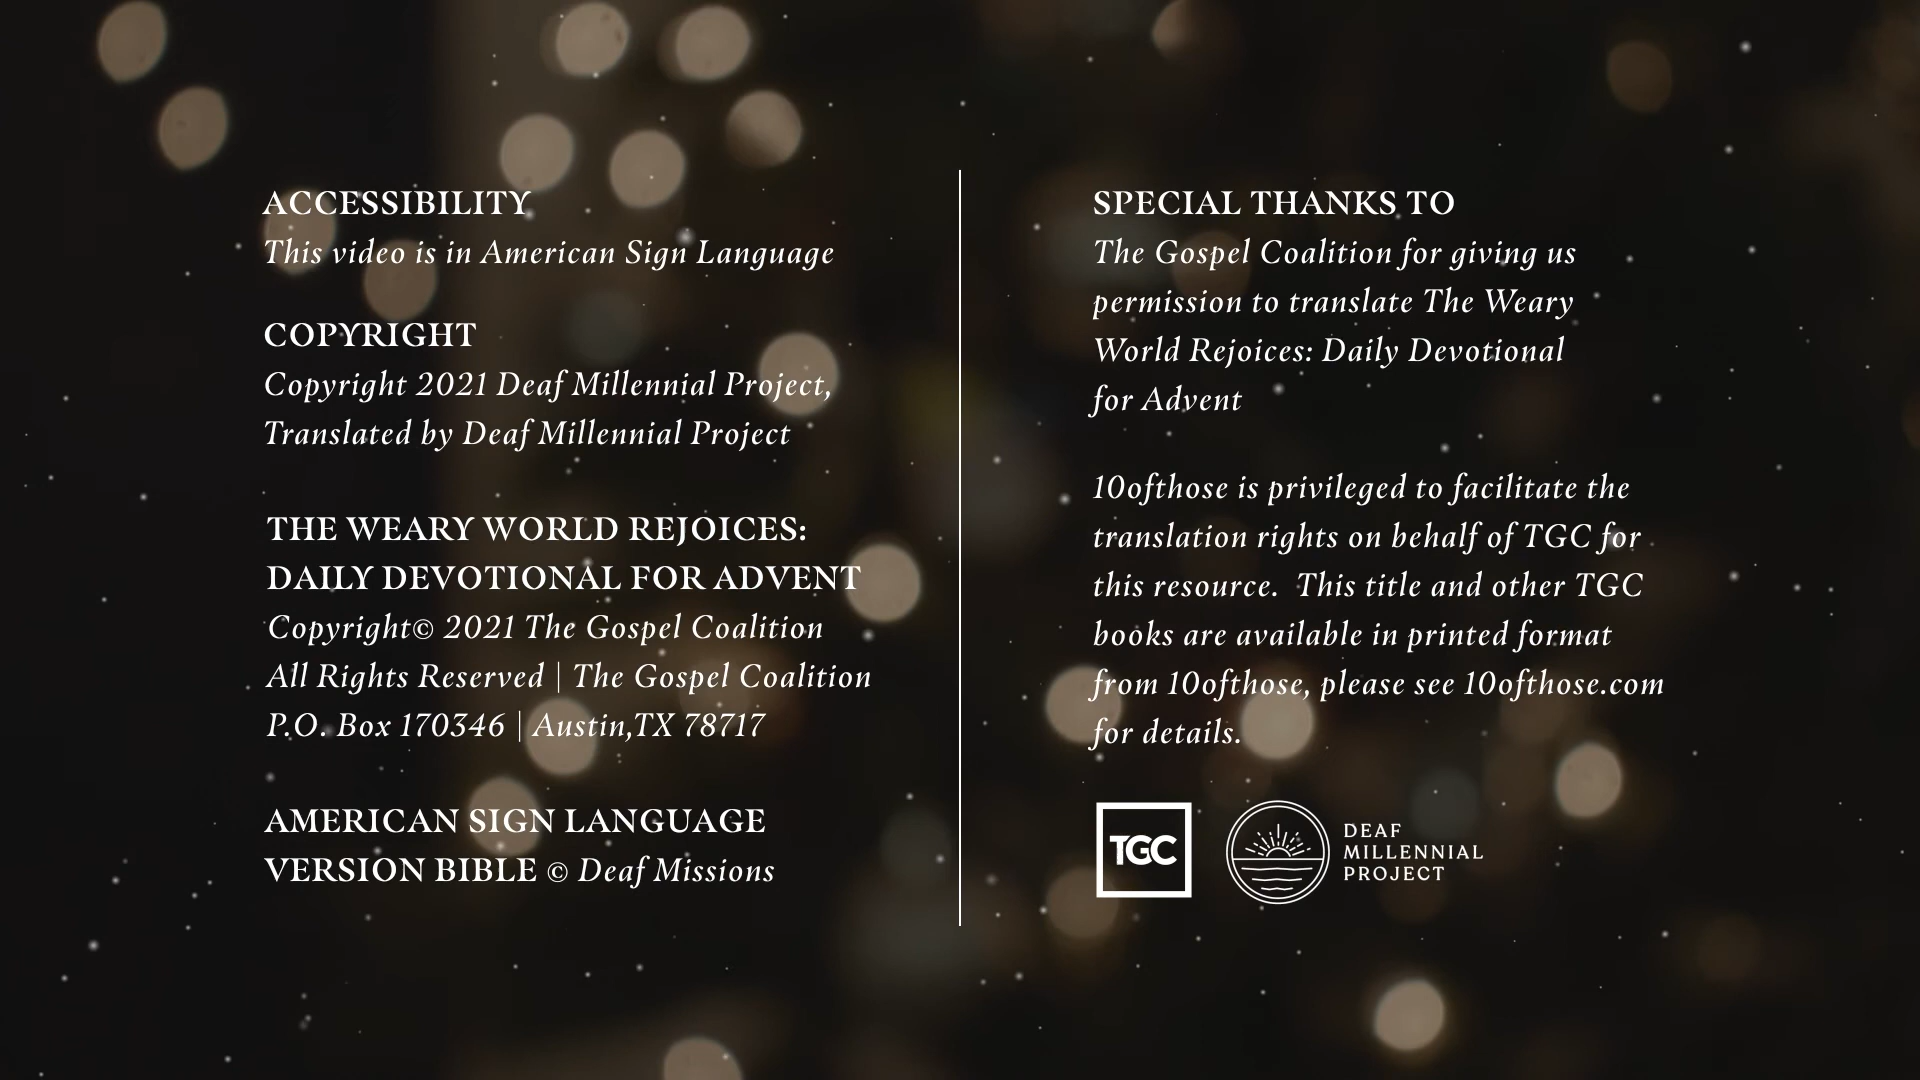 ACCESSIBILITY
This video is in American Sign Language
COPYRIGHT
Copyright 2021 Deaf Millennial Project,
Translated by Deaf Millennial Project
THE WEARY WORLD REJOICES:
DAILY DEVOTIONAL FOR ADVENT
Copyright© 2021 The Gospel Coalition
All Rights Reserved | The Gospel Coalition
P.O. Box 170346 | Austin,TX 78717
AMERICAN SIGN LANGUAGE
VERSION BIBLE © Deaf Missions
SPECIAL THANKS TO
The Gospel Coalition for giving us
permission to translate The Weary
World Rejoices: Daily Devotional
for Advent
10ofthose is privileged to facilitate the
translation rights on behalf of TGC for
this resource.  This title and other TGC
books are available in printed format
from 10ofthose, please see 10ofthose.com
for details.
TGC
DEAF
MILLENNIAL
PROJECT